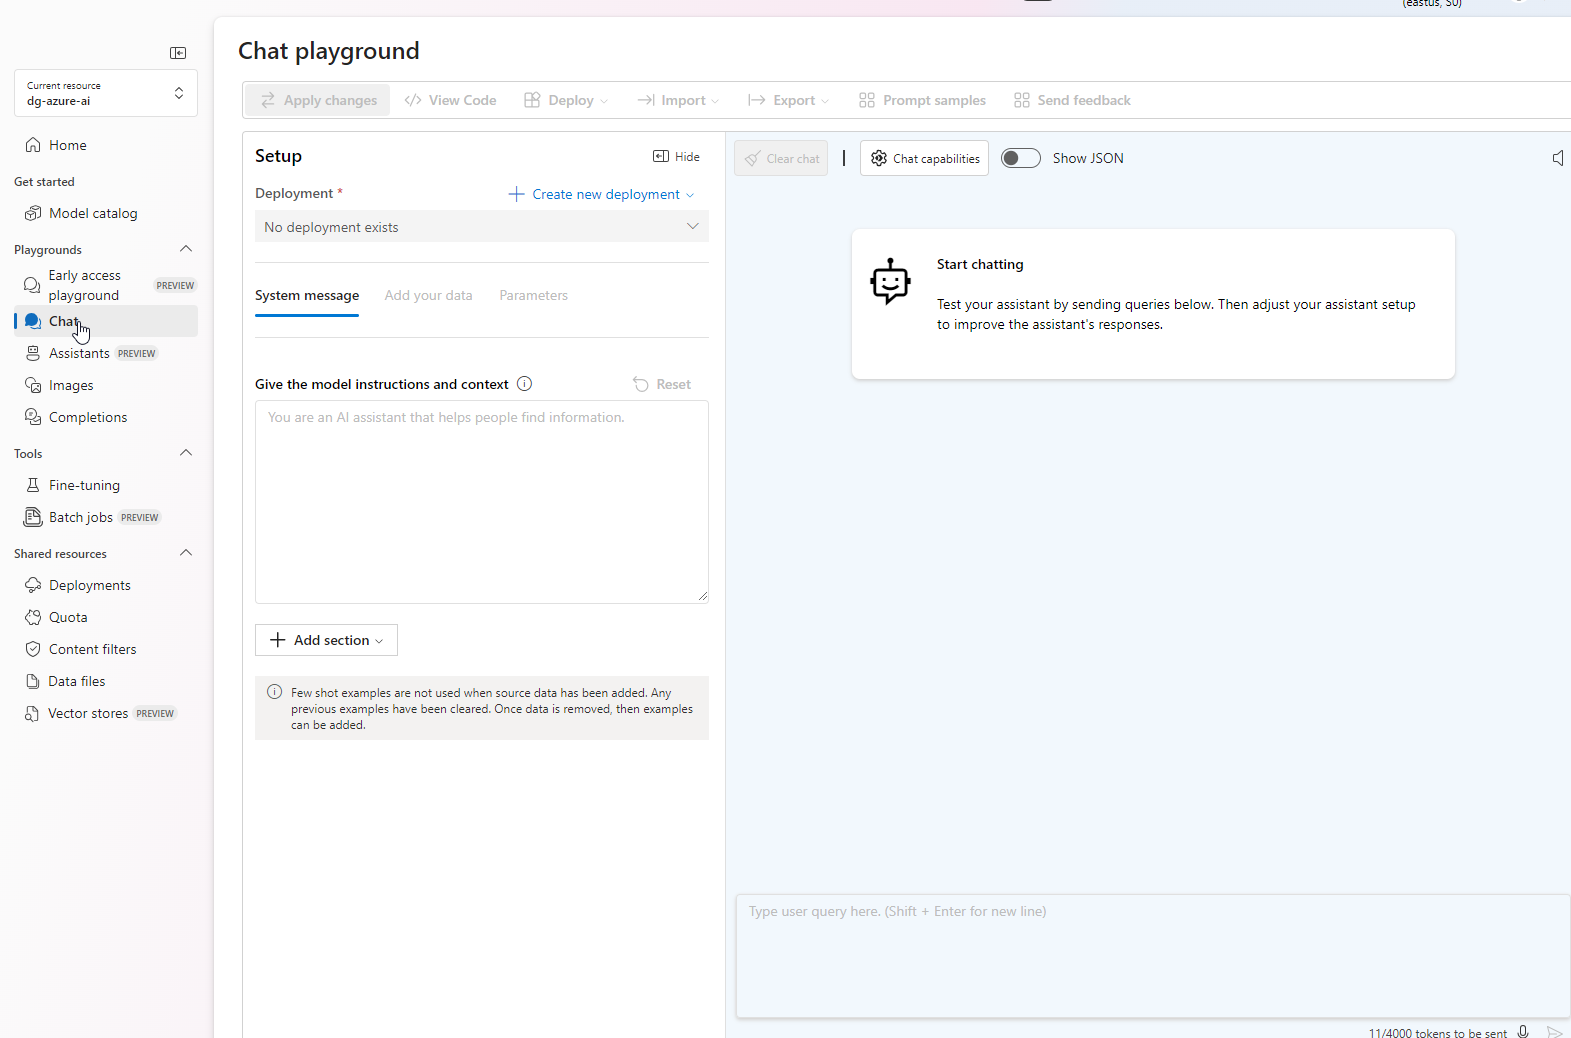 (eastus, S0)
Chat playground
Current resource
dg-azure-ai
Apply changes
View Code
Deploy
Import
Export
Prompt samples
Send feedback
Home
Get started
Model catalog
Playgrounds
Early access
playground
PREVIEW
Chat
Assistants PREVIEW
Images
Completions
Tools
Fine-tuning
Batch jobs PREVIEW
Shared resources
Deployments
Quota
Content filters
Data files
Vector stores PREVIEW
Setup
Hide
Deployment *
Create new deployment
No deployment exists
System message
Add your data
Parameters
Give the model instructions and context
Reset
You are an AI assistant that helps people find information.
Add section
Few shot examples are not used when source data has been added. Any
previous examples have been cleared. Once data is removed, then examples
can be added.
Clear chat
Chat capabilities
Show JSON
Start chatting
Test your assistant by sending queries below. Then adjust your assistant setup
to improve the assistant's responses.
Type user query here. (Shift + Enter for new line)
11/4000 tokens to be sent